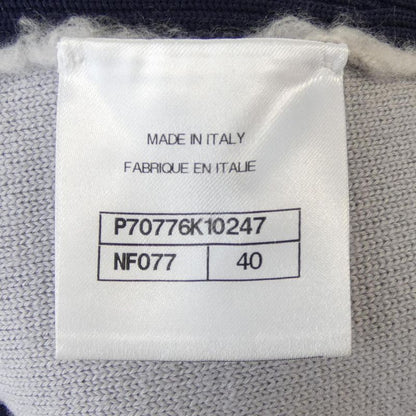 MADE IN ITALY
FABRIQUE EN ITALIE
P70776K10247
NF077 40